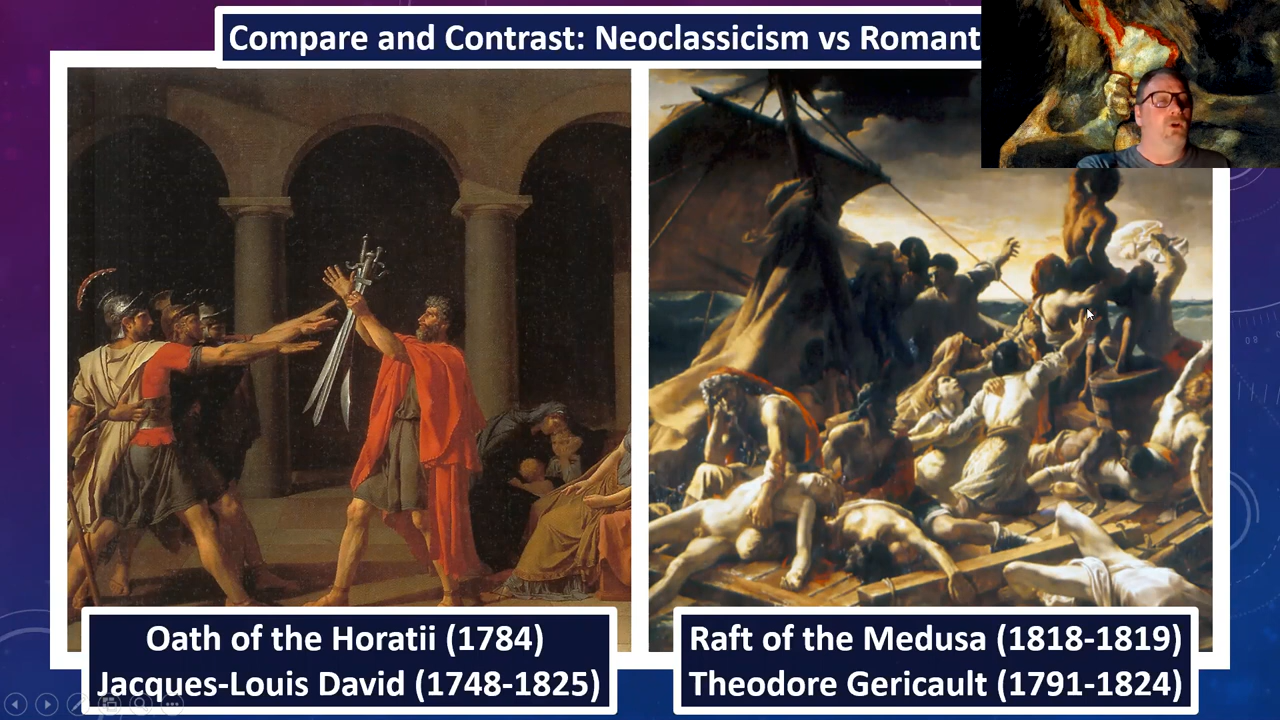 Compare and Contrast: Neoclassicism vs Romant
Oath of the Horatii (1784)
Jacques-Louis David (1748-1825)
Raft of the Medusa (1818-1819)
Theodore Gericault (1791-1824)